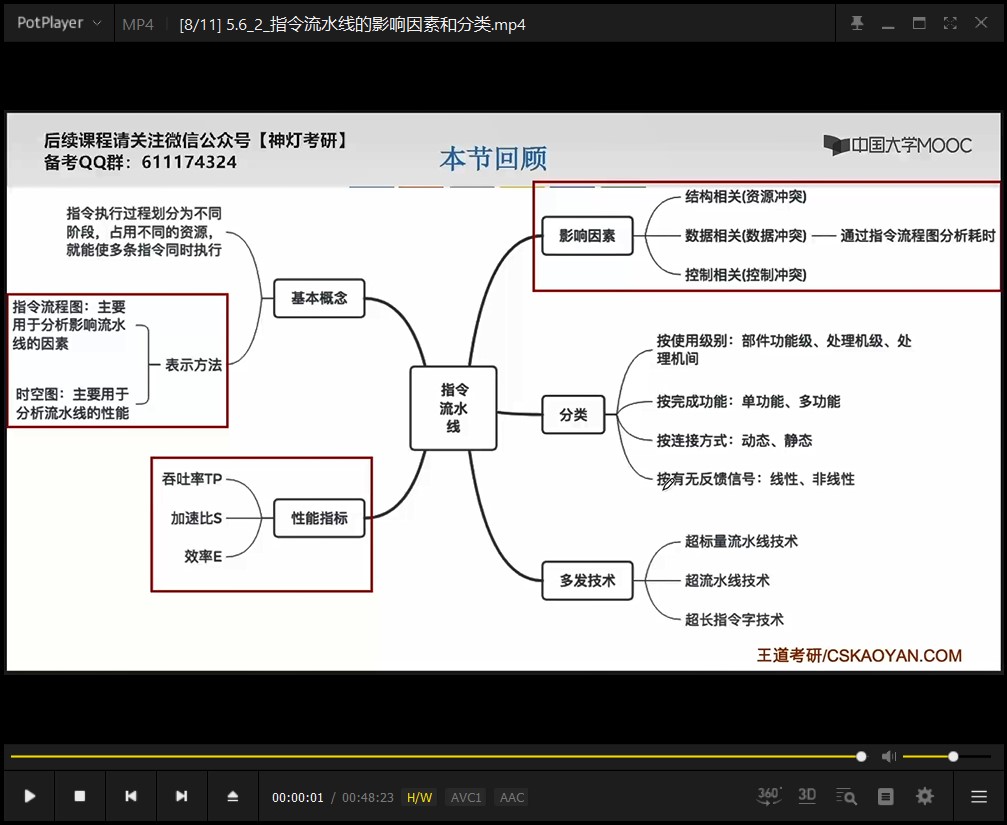 PotPlayer
MP4
[8/11] 5.6_2_指令流水线的影响因素和分类.mp4
后续课程请关注微信公众号【神灯考研】
备考QQ群：611174324
本节回顾
中国大学MOOC
指令执行过程划分为不同
阶段，占用不同的资源，
就能使多条指令同时执行
基本概念
指令流程图：主要
用于分析影响流水
线的因素
表示方法
时空图：主要用于
分析流水线的性能
吞吐率TP
加速比S
效率E
性能指标
指令
流水
线
影响因素
结构相关(资源冲突)
数据相关(数据冲突)
通过指令流程图分析耗时
控制相关(控制冲突)
分类
按使用级别：部件功能级、处理机级、处
理机间
按完成功能：单功能、多功能
按连接方式：动态、静态
按有无反馈信号：线性、非线性
多发技术
超标量流水线技术
超流水线技术
超长指令字技术
王道考研/CSKAOYAN.COM
00:00:01 / 00:48:23 H/W AVC1 AAC
360°
3D